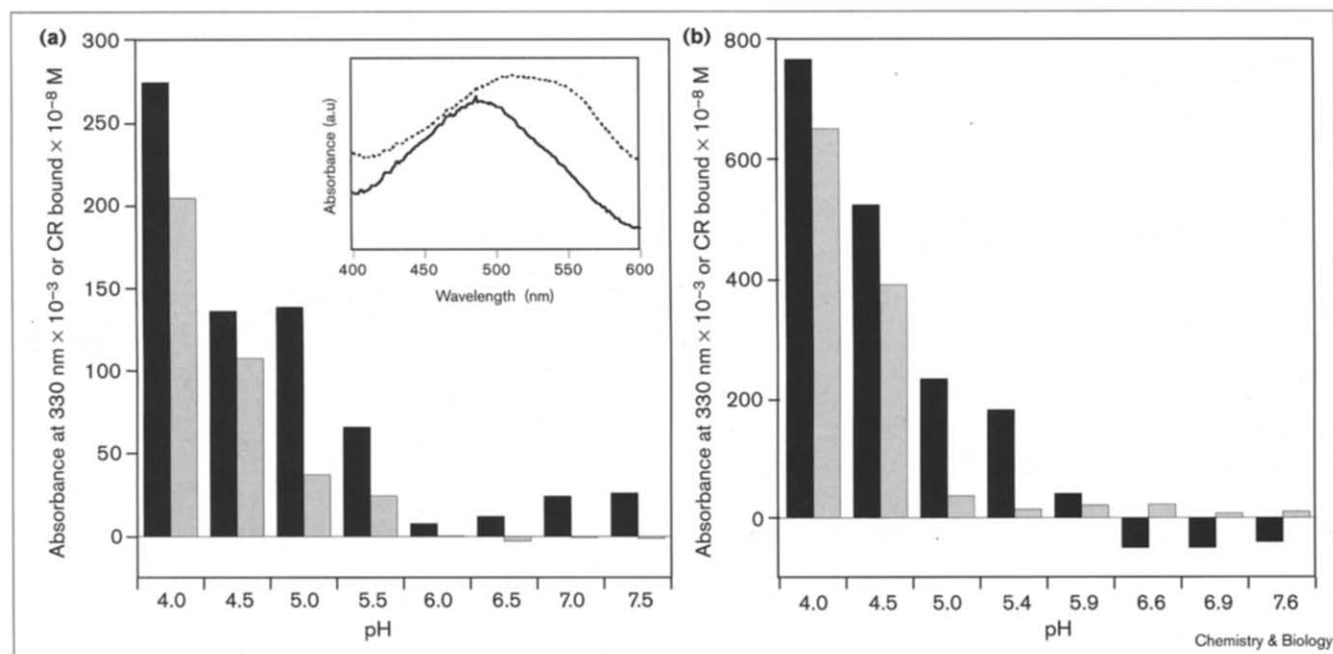 (a)
Absorbance at 330 nm × 10⁻³ or CR bound × 10⁻⁸ M
300
250
200
150
100
50
0
4.0 4.5 5.0 5.5 6.0 6.5 7.0 7.5
pH
Absorbance (a.u)
400 450 500 550 600
Wavelength (nm)
(b)
Absorbance at 330 nm × 10⁻³ or CR bound × 10⁻⁸ M
800
600
400
200
0
4.0 4.5 5.0 5.4 5.9 6.6 6.9 7.6
pH
Chemistry & Biology